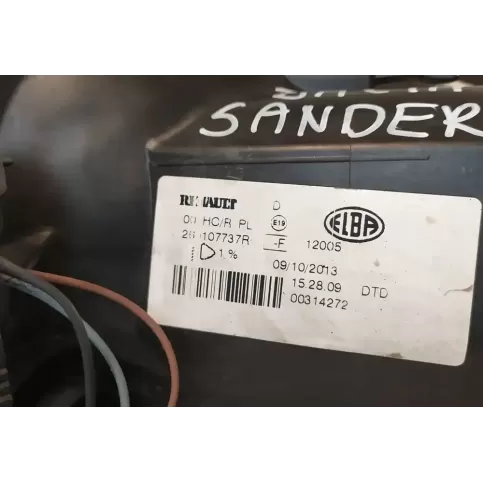 SANDER
RENAULT D
HC/R PL E19 ELBA
107737R -F 12005
1% 09/10/2013
15.28.09 DTD
00314272